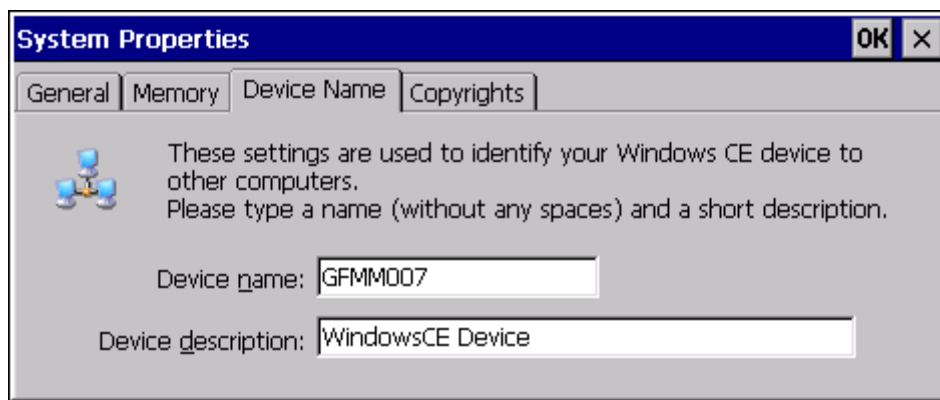 System Properties OK ×
General Memory Device Name Copyrights
These settings are used to identify your Windows CE device to
other computers.
Please type a name (without any spaces) and a short description.
Device name: GFMM007
Device description: WindowsCE Device